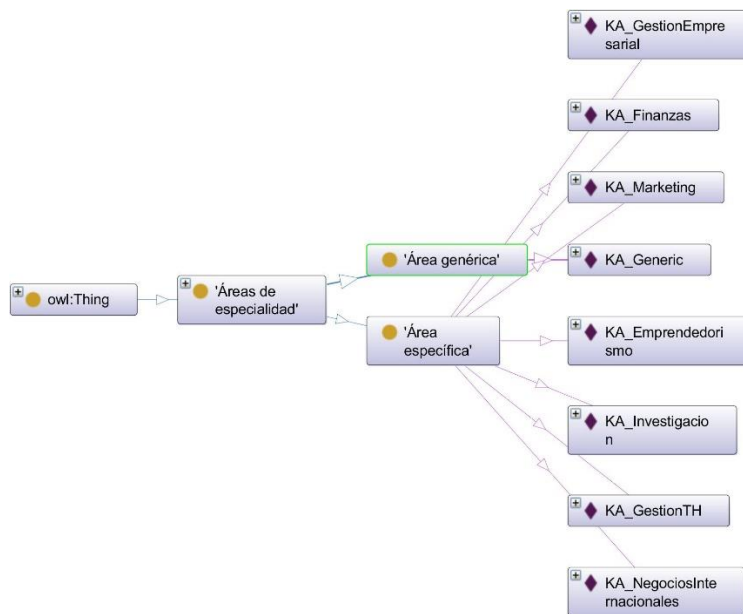 KA_GestionEmpre
sarial
KA_Finanzas
KA_Marketing
'Área genérica'
KA_Generic
owl:Thing
'Áreas de
especialidad'
'Área
específica'
KA_Emprendedori
smo
KA_Investigacio
n
KA_GestionTH
KA_NegociosInte
rnacionales